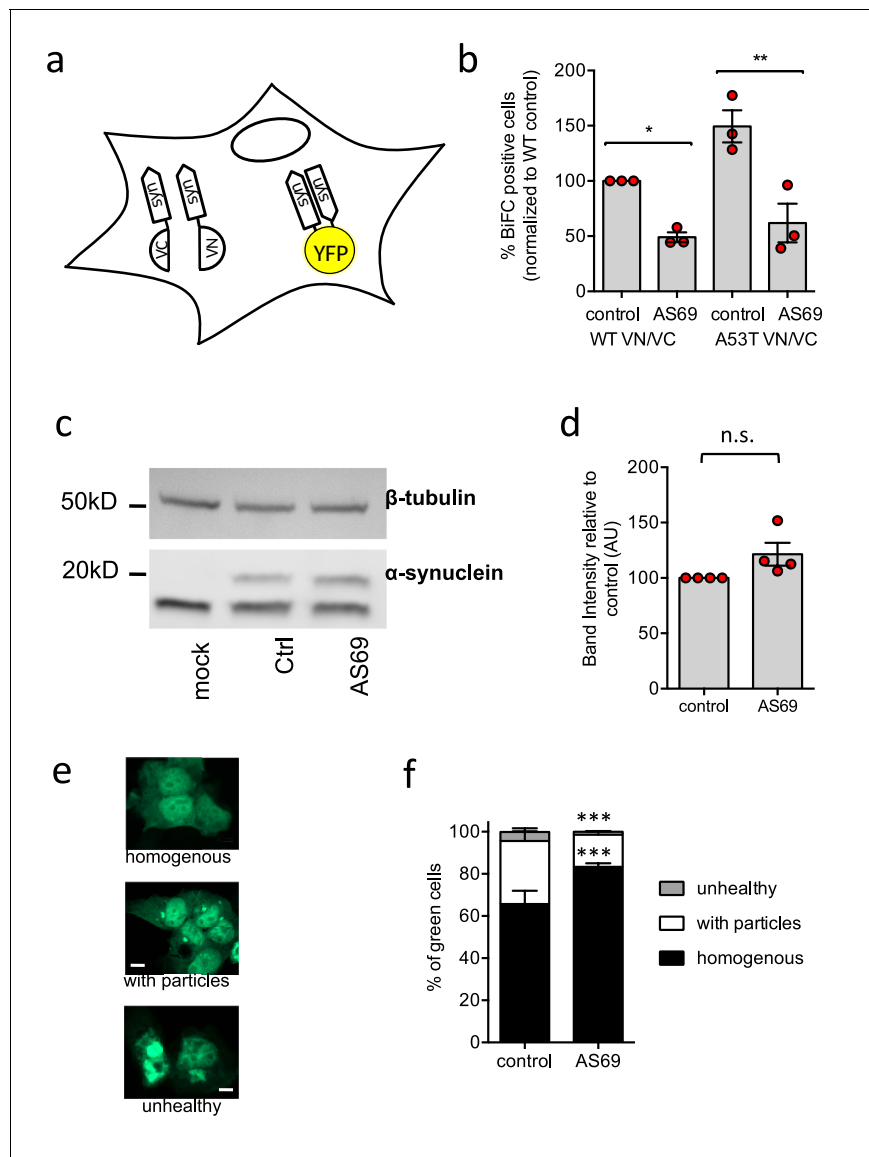 a
syn
syn
VC
VN
syn
syn
YFP
b
% BiFC positive cells
(normalized to WT control)
200
150
100
50
0
*
**
control AS69 control AS69
WT VN/VC A53T VN/VC
c
50kD
β-tubulin
20kD
α-synuclein
mock
Ctrl
AS69
d
n.s.
Band Intensity relative to
control (AU)
200
150
100
50
0
control AS69
e
homogenous
with particles
unhealthy
f
% of green cells
100
80
60
40
20
0
***
***
control AS69
unhealthy
with particles
homogenous